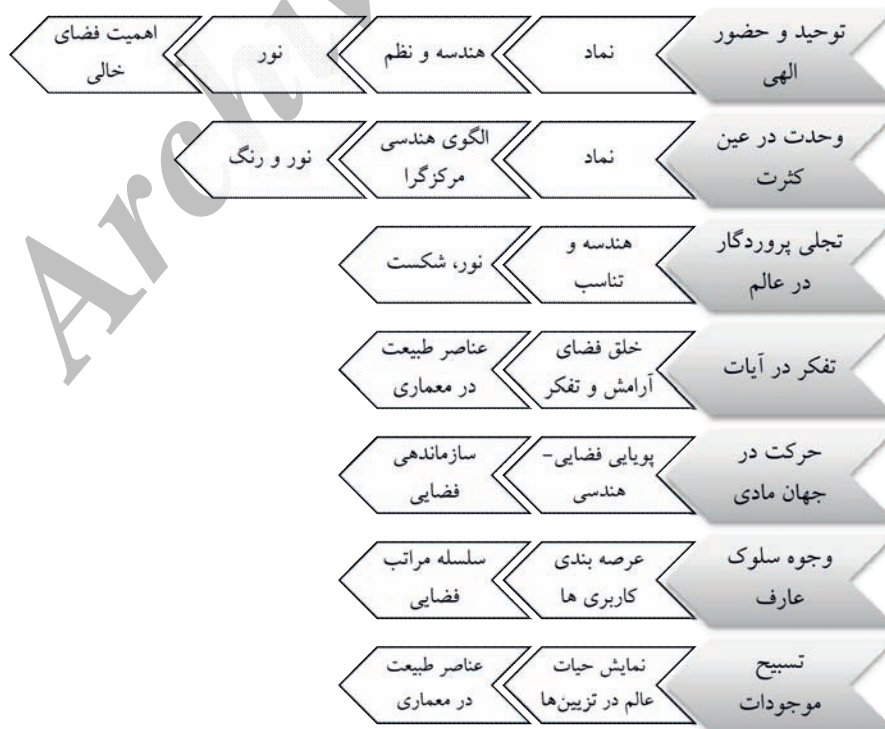 توحید و حضور
الهی
نماد
هندسه و نظم
نور
اهمیت فضای
خالی
وحدت در عین
کثرت
نماد
الگوی هندسی
مرکزگرا
نور و رنگ
تجلی پروردگار
در عالم
هندسه و
تناسب
نور، شکست
تفکر در آیات
خلق فضای
آرامش و تفکر
عناصر طبیعت
در معماری
حرکت در
جهان مادی
پویایی فضایی-
هندسی
سازماندهی
فضایی
وجوه سلوک
عارف
عرصه بندی
کاربری ها
سلسله مراتب
فضایی
تسبیح
موجودات
نمایش حیات
عالم در تزیین‌ها
عناصر طبیعت
در معماری